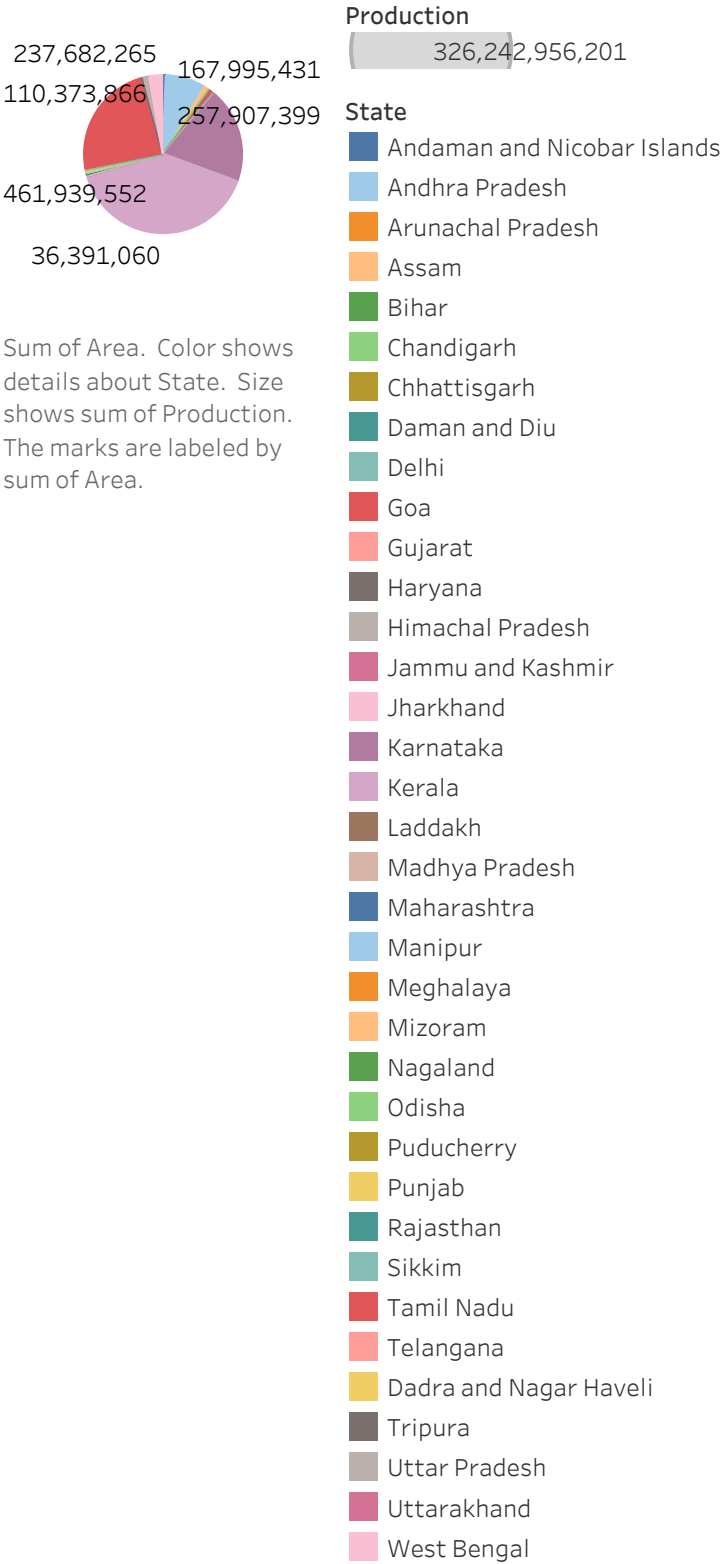 237,682,265
167,995,431
110,373,866
257,907,399
461,939,552
36,391,060
Sum of Area. Color shows
details about State. Size
shows sum of Production.
The marks are labeled by
sum of Area.
Production
326,242,956,201
State
Andaman and Nicobar Islands
Andhra Pradesh
Arunachal Pradesh
Assam
Bihar
Chandigarh
Chhattisgarh
Daman and Diu
Delhi
Goa
Gujarat
Haryana
Himachal Pradesh
Jammu and Kashmir
Jharkhand
Karnataka
Kerala
Laddakh
Madhya Pradesh
Maharashtra
Manipur
Meghalaya
Mizoram
Nagaland
Odisha
Puducherry
Punjab
Rajasthan
Sikkim
Tamil Nadu
Telangana
Dadra and Nagar Haveli
Tripura
Uttar Pradesh
Uttarakhand
West Bengal